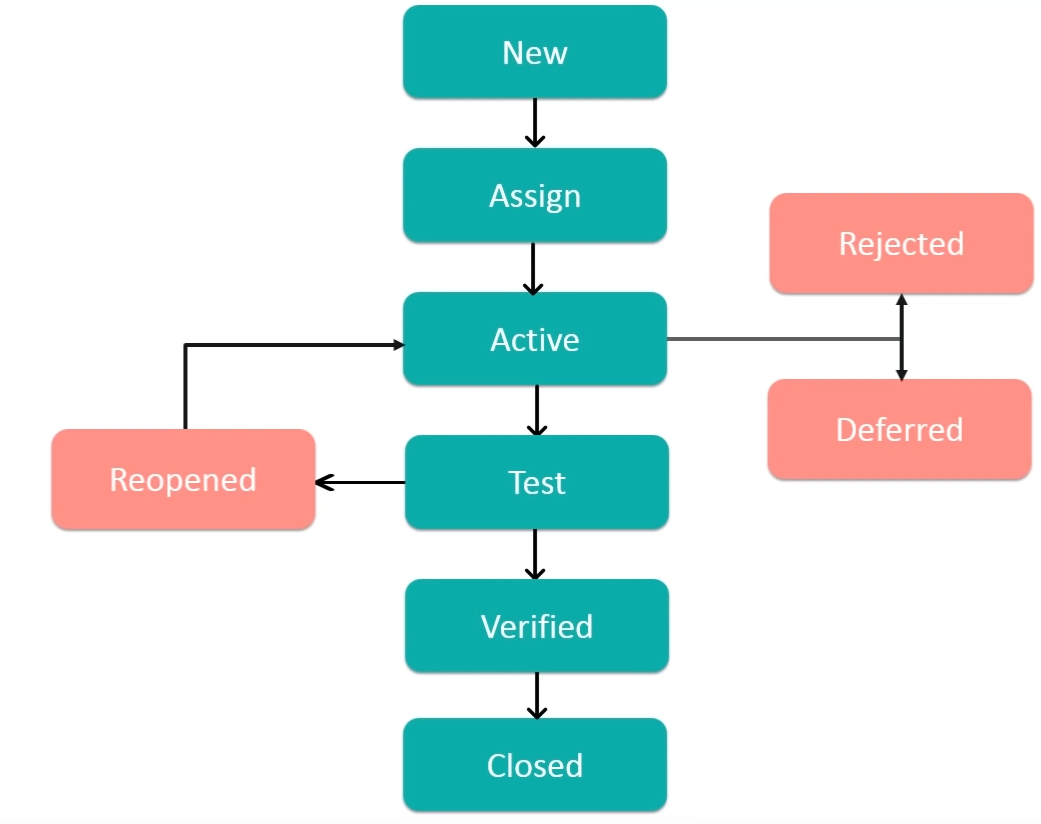 New
Assign
Rejected
Active
Deferred
Reopened
Test
Verified
Closed